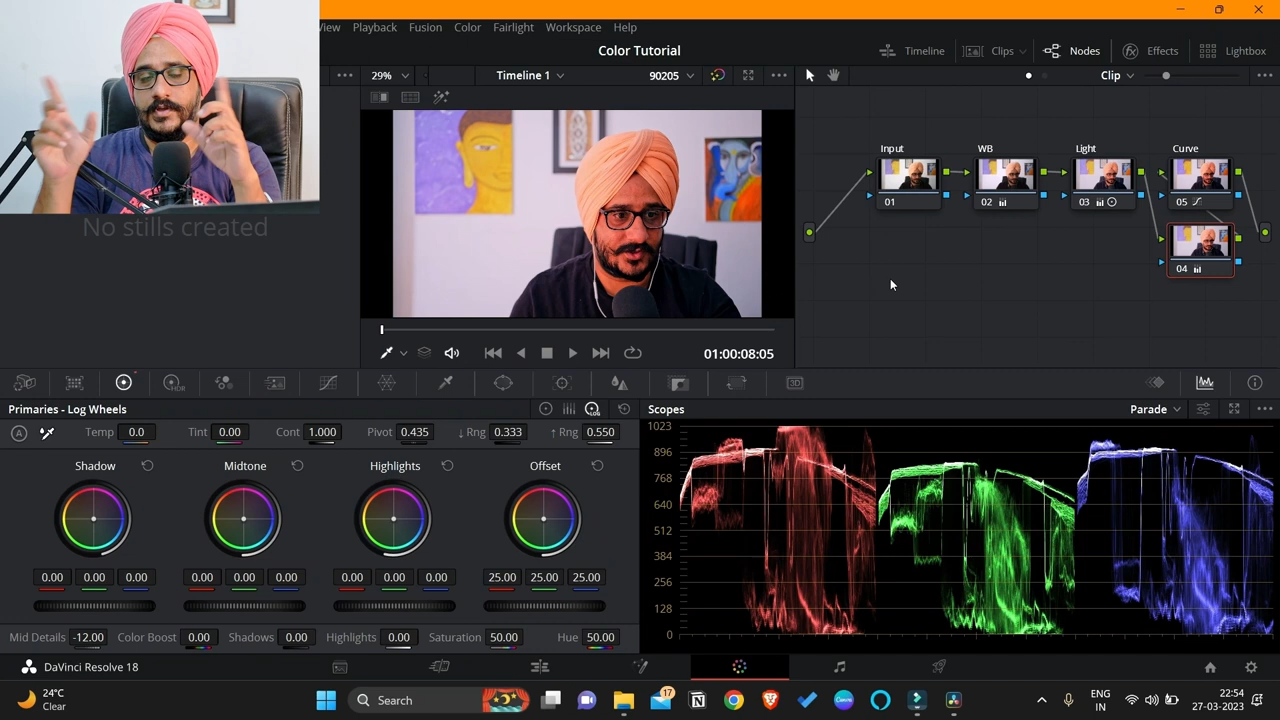 View Playback Fusion Color Fairlight Workspace Help
Color Tutorial
Timeline Clips Nodes Effects Lightbox
29% Timeline 1 90205 Clip
Input WB Light Curve
01 02 03 05
04
No stills created
01:00:08:05
HDR
3D
Primaries - Log Wheels
LOG
Scopes Parade
A Temp 0.0 Tint 0.00 Cont 1.000 Pivot 0.435 ↓ Rng 0.333 ↑ Rng 0.550
Shadow Midtone Highlights Offset
0.00 0.00 0.00 0.00 0.00 0.00 0.00 0.00 0.00 25.00 25.00 25.00
Mid Details -12.00 Color Boost 0.00 Shadows 0.00 Highlights 0.00 Saturation 50.00 Hue 50.00
1023
896
768
640
512
384
256
128
0
DaVinci Resolve 18
24°C
Clear
Search
17
ENG
IN
22:54
27-03-2023